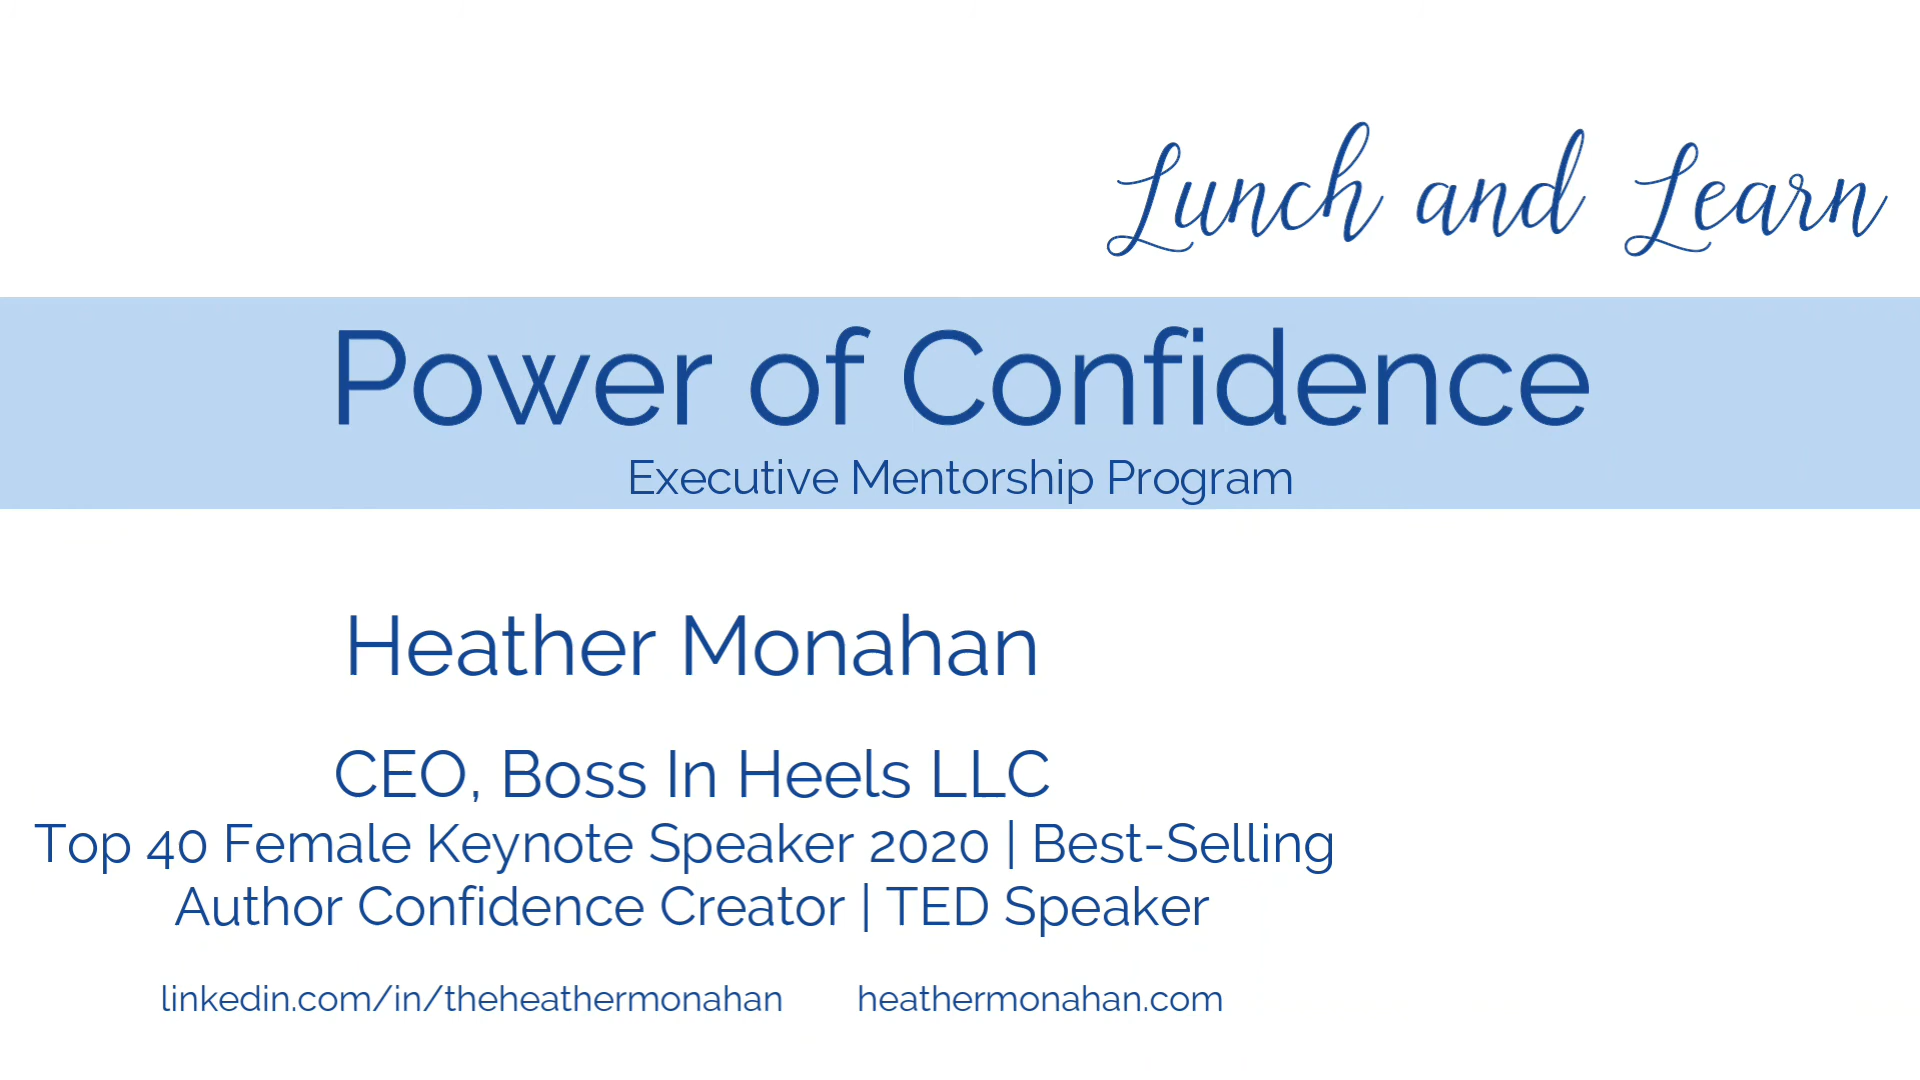 Lunch and Learn
Power of Confidence
Executive Mentorship Program
Heather Monahan
CEO, Boss In Heels LLC
Top 40 Female Keynote Speaker 2020 | Best-Selling
Author Confidence Creator | TED Speaker
linkedin.com/in/theheathermonahan heathermonahan.com